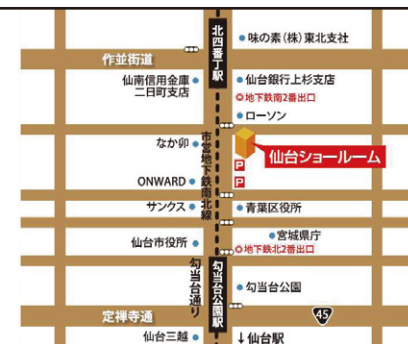 北四番丁駅
味の素(株)東北支社
作並街道
仙南信用金庫
二日町支店
仙台銀行上杉支店
地下鉄南2番出口
ローソン
なか卯
市営地下鉄南北線
仙台ショールーム
P
P
ONWARD
サンクス
青葉区役所
宮城県庁
仙台市役所
地下鉄北2番出口
勾当台通り
勾当台公園駅
勾当台公園
定禅寺通
45
仙台三越
↓仙台駅